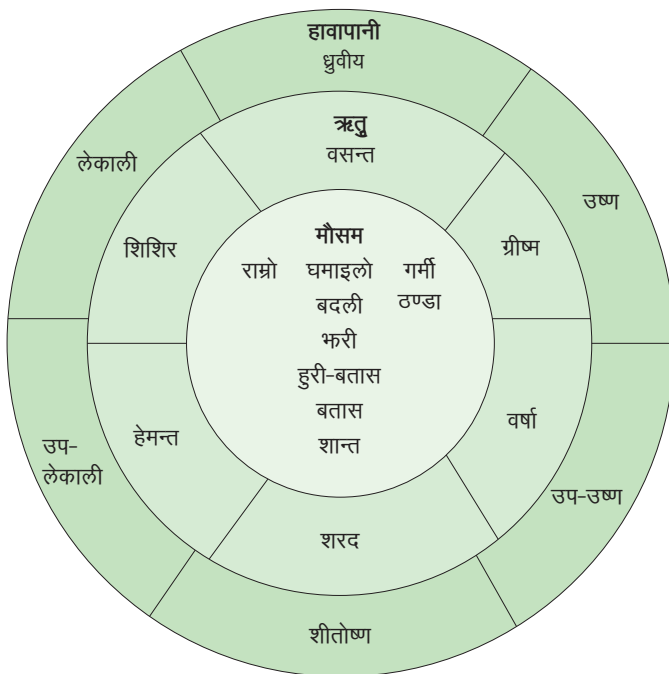 हावापानी
ध्रुवीय
लेकाली
उष्ण
उप-
लेकाली
उप-उष्ण
शीतोष्ण
ऋतु
वसन्त
शिशिर
ग्रीष्म
हेमन्त
वर्षा
शरद
मौसम
राम्रो घमाइलो गर्मी
बदली ठण्डा
झरी
हुरी-बतास
बतास
शान्त